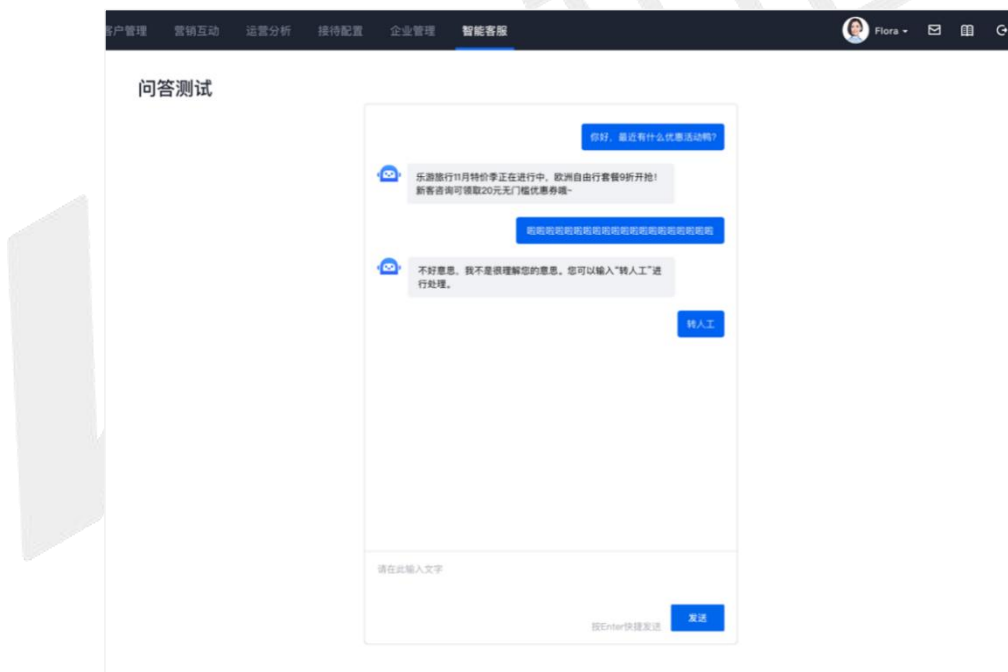 客户管理 营销互动 运营分析 接待配置 企业管理 智能客服 Flora
问答测试
你好，最近有什么优惠活动鸭？
乐游旅行11月特价季正在进行中，欧洲自由行套餐9折开抢！
新客咨询可领取20元无门槛优惠券哦~
啦啦啦啦啦啦啦啦啦啦啦啦啦啦啦啦啦啦啦啦
不好意思，我不是很理解您的意思。您可以输入“转人工”进
行处理。
转人工
请在此输入文字
按Enter快捷发送 发送